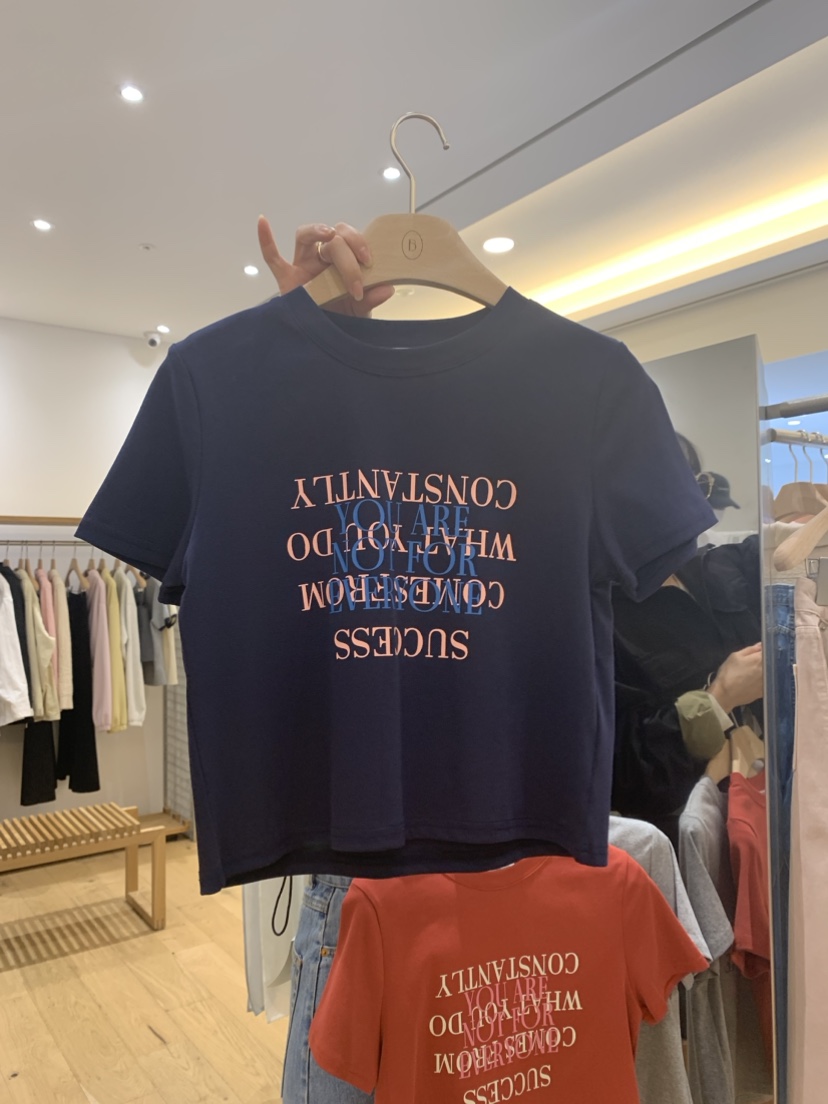 SUCCESS
COMES FROM
WHAT YOU DO
CONSTANTLY
YOU ARE
NOT FOR
EVERYONE
SUCCESS
COMES FROM
WHAT YOU DO
CONSTANTLY
YOU ARE
NOT FOR
EVERYONE